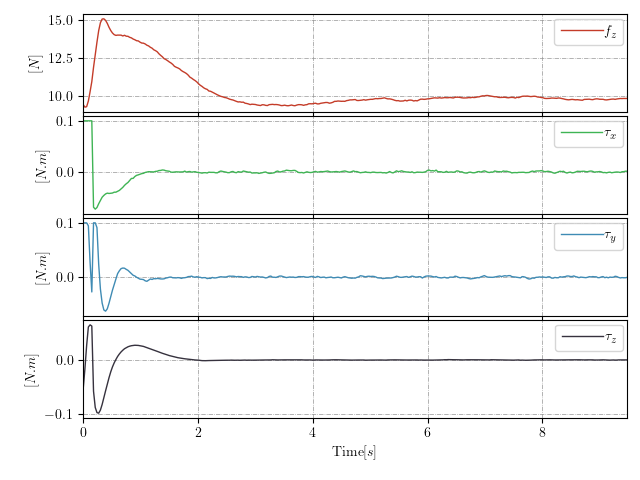 15.0
12.5
10.0
[N]
f_z
0.1
0.0
[N.m]
τ_x
0.1
0.0
[N.m]
τ_y
0.0
−0.1
[N.m]
τ_z
0 2 4 6 8
Time[s]